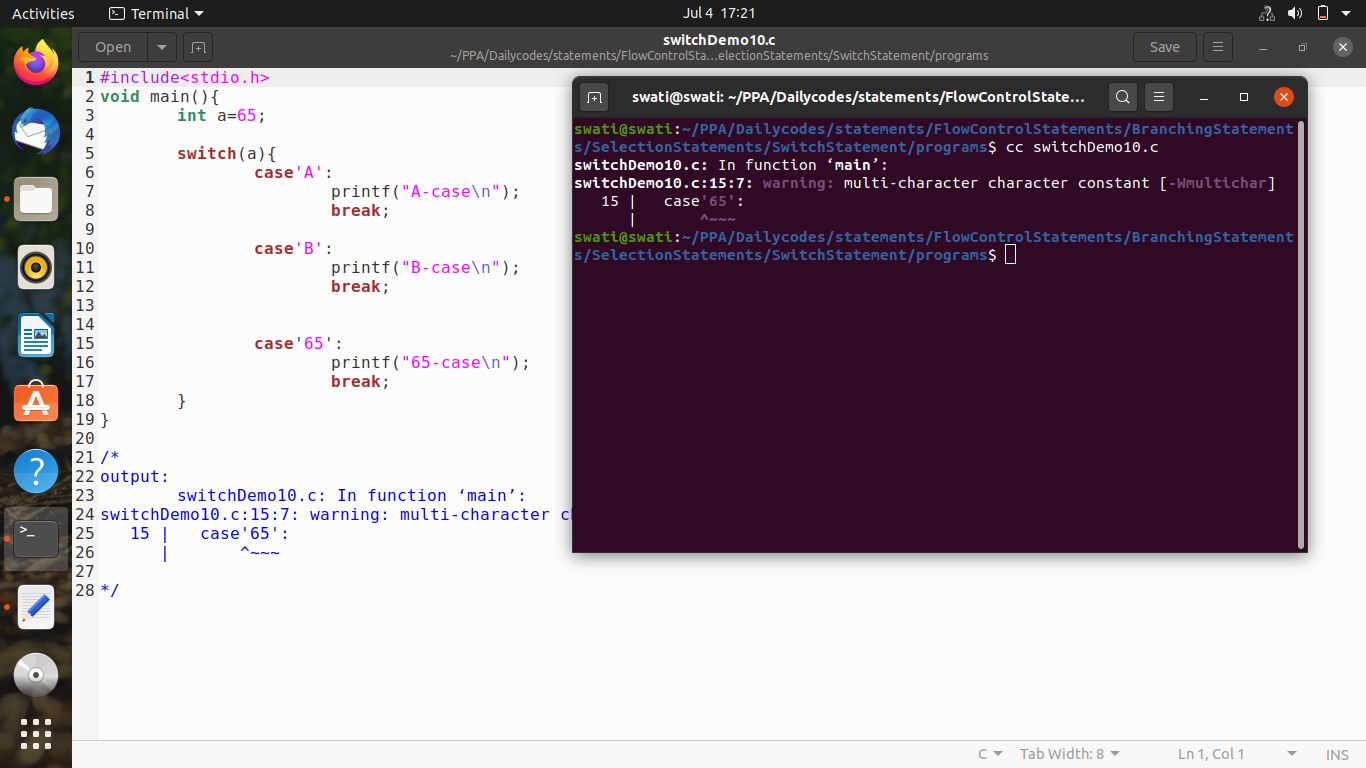 Activities
Terminal
Jul 4 17:21
Open
switchDemo10.c
~/PPA/Dailycodes/statements/FlowControlSta…electionStatements/SwitchStatement/programs
Save
1 #include<stdio.h>
2 void main(){
3 int a=65;
4
5 switch(a){
6 case'A':
7 printf("A-case\n");
8 break;
9
10 case'B':
11 printf("B-case\n");
12 break;
13
14
15 case'65':
16 printf("65-case\n");
17 break;
18 }
19 }
20
21 /*
22 output:
23 switchDemo10.c: In function ‘main’:
24 switchDemo10.c:15:7: warning: multi-character
25 15 | case'65':
26 | ^~~~
27
28 */
swati@swati: ~/PPA/Dailycodes/statements/FlowControlState...
swati@swati:~/PPA/Dailycodes/statements/FlowControlStatements/BranchingStatement
s/SelectionStatements/SwitchStatement/programs$ cc switchDemo10.c
switchDemo10.c: In function ‘main’:
switchDemo10.c:15:7: warning: multi-character character constant [-Wmultichar]
15 | case'65':
| ^~~~
swati@swati:~/PPA/Dailycodes/statements/FlowControlStatements/BranchingStatement
s/SelectionStatements/SwitchStatement/programs$
C
Tab Width: 8
Ln 1, Col 1
INS